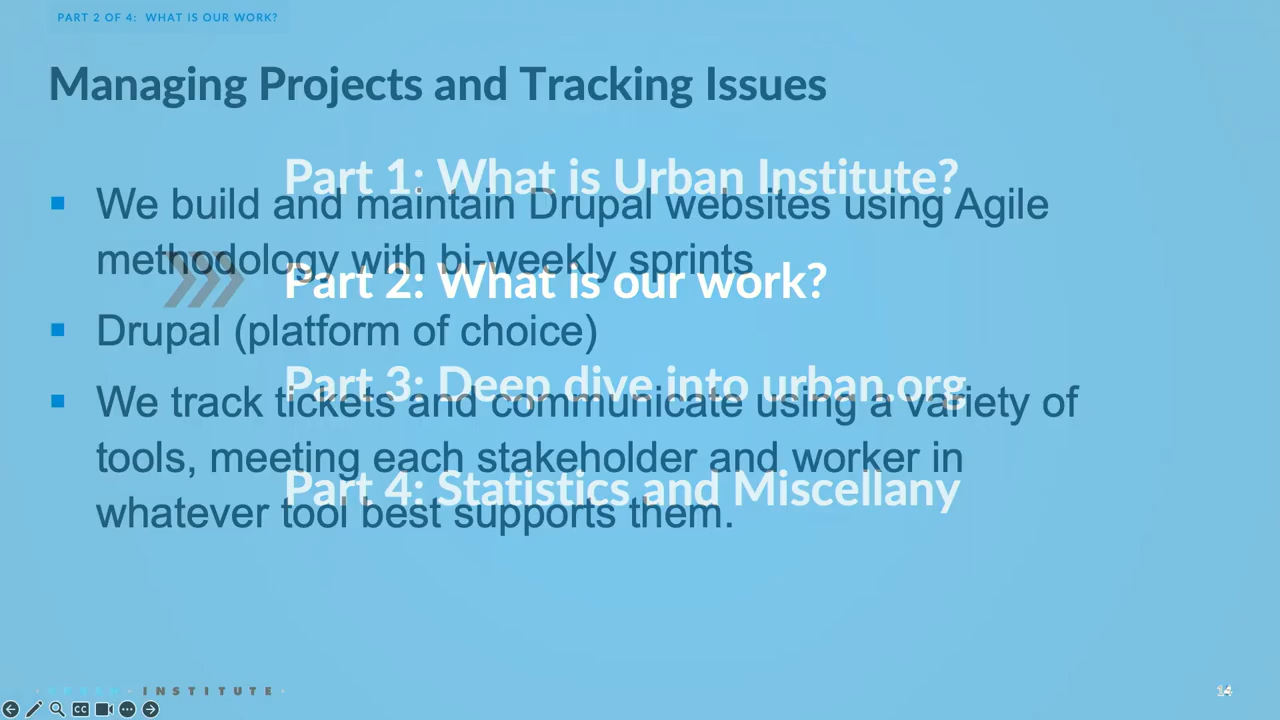 PART 2 OF 4: WHAT IS OUR WORK?
Managing Projects and Tracking Issues
Part 1: What is Urban Institute?
We build and maintain Drupal websites using Agile
methodology with bi-weekly sprints
Part 2: What is our work?
Drupal (platform of choice)
Part 3: Deep dive into urban.org
We track tickets and communicate using a variety of
tools, meeting each stakeholder and worker in
Part 4: Statistics and Miscellany
whatever tool best supports them.
URBAN INSTITUTE
14
CC